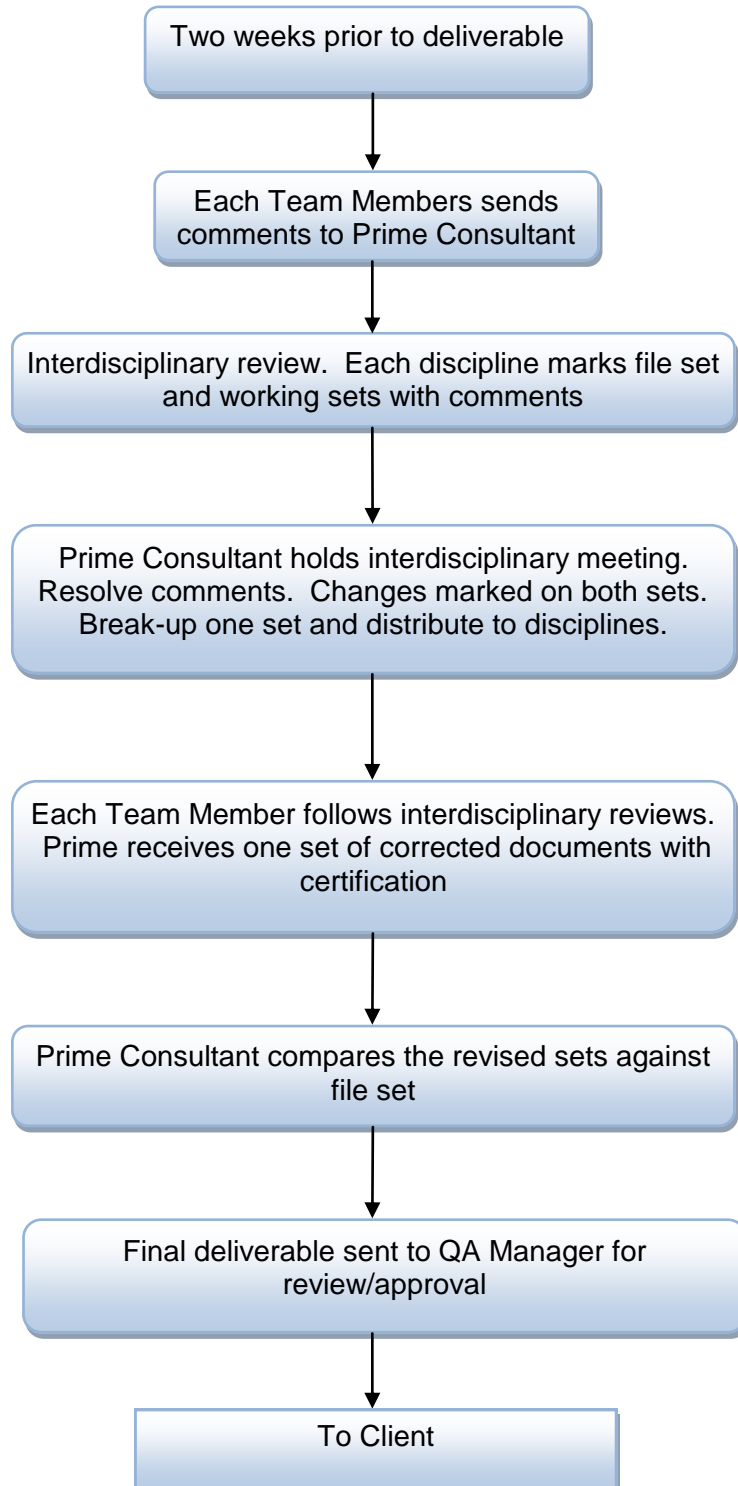 Two weeks prior to deliverable
Each Team Members sends
comments to Prime Consultant
Interdisciplinary review.  Each discipline marks file set
and working sets with comments
Prime Consultant holds interdisciplinary meeting.
Resolve comments.  Changes marked on both sets.
Break-up one set and distribute to disciplines.
Each Team Member follows interdisciplinary reviews.
Prime receives one set of corrected documents with
certification
Prime Consultant compares the revised sets against
file set
Final deliverable sent to QA Manager for
review/approval
To Client